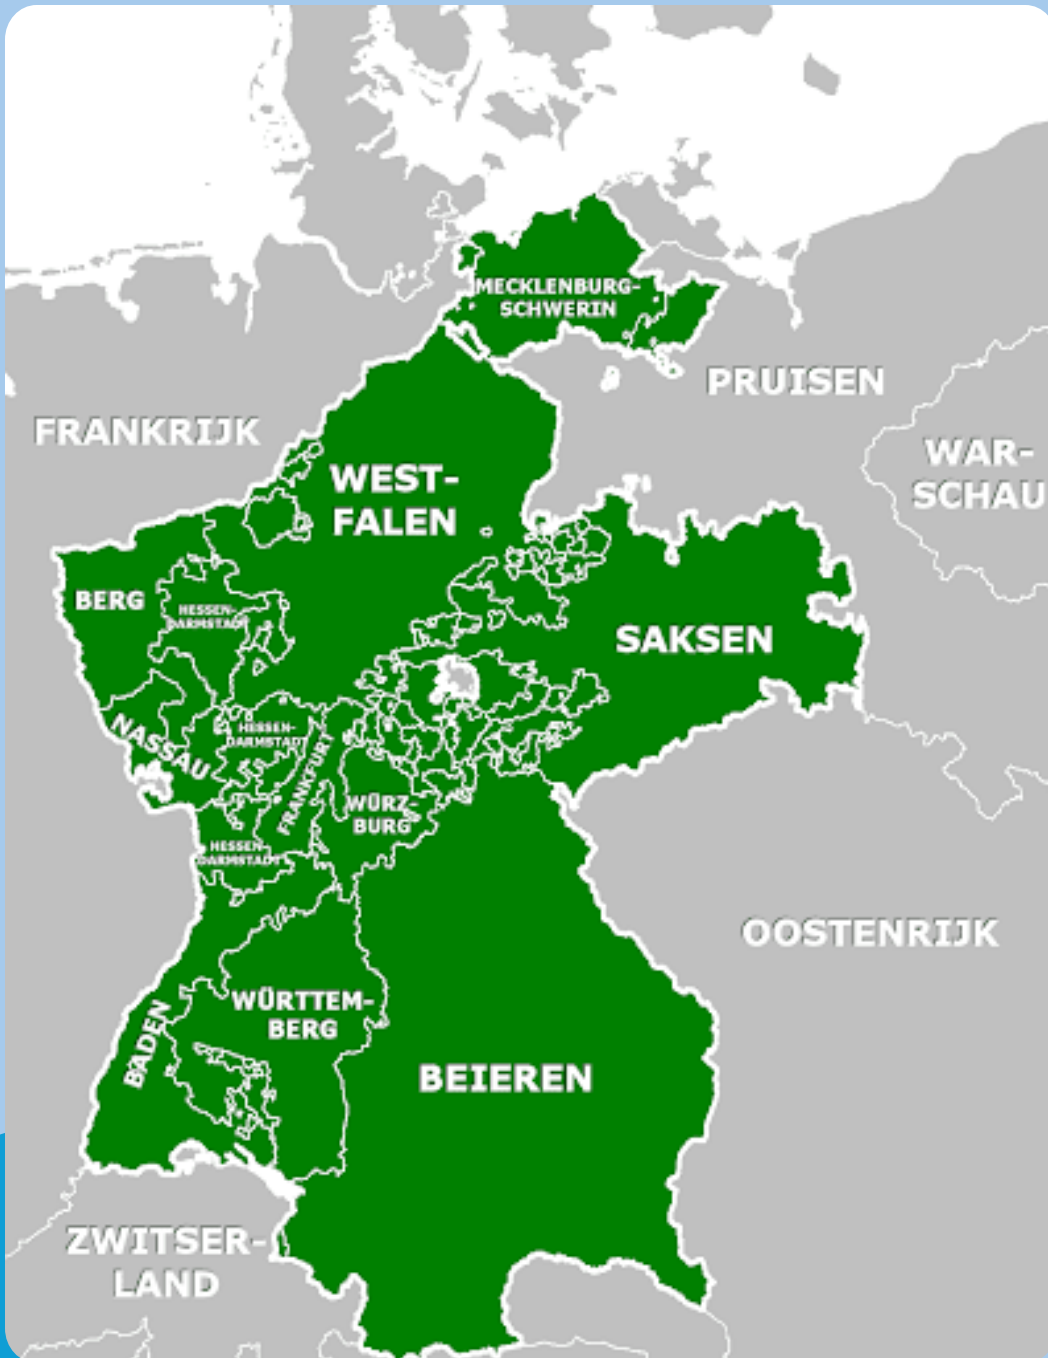 MECKLENBURG-
SCHWERIN
PRUISEN
FRANKRIJK
WAR-
SCHAU
WEST-
FALEN
BERG
HESSEN-
DARMSTADT
SAKSEN
NASSAU
HESSEN-
DARMSTADT
FRANKFURT
WÜRZ-
BURG
HESSEN-
DARMSTADT
OOSTENRIJK
WÜRTTEM-
BERG
BADEN
BEIEREN
ZWITSER-
LAND